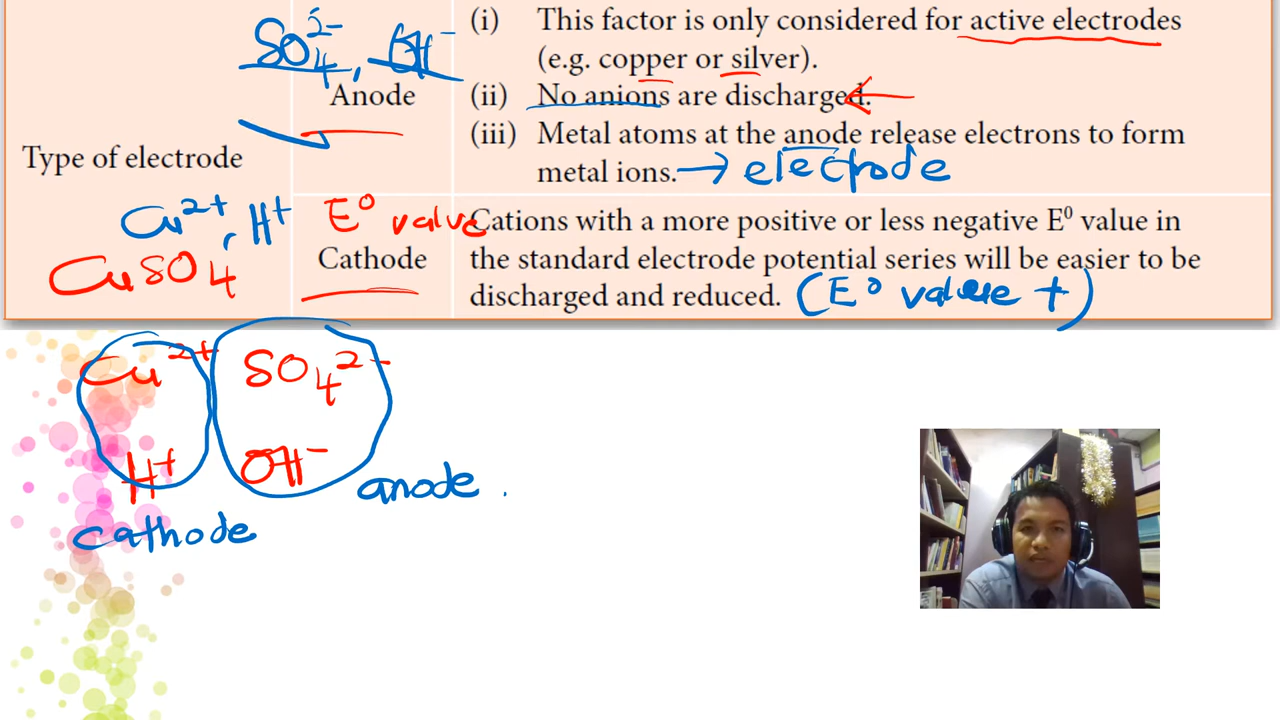 (i) This factor is only considered for active electrodes
(e.g. copper or silver).
SO₄²⁻, OH⁻
Anode
(ii) No anions are discharged.
(iii) Metal atoms at the anode release electrons to form
metal ions. → electrode
Type of electrode
Cu²⁺, H⁺
E⁰ value
CuSO₄
Cathode
Cations with a more positive or less negative E⁰ value in
the standard electrode potential series will be easier to be
discharged and reduced. (E⁰ value +)
Cu²⁺ SO₄²⁻
H⁺ OH⁻
anode
cathode